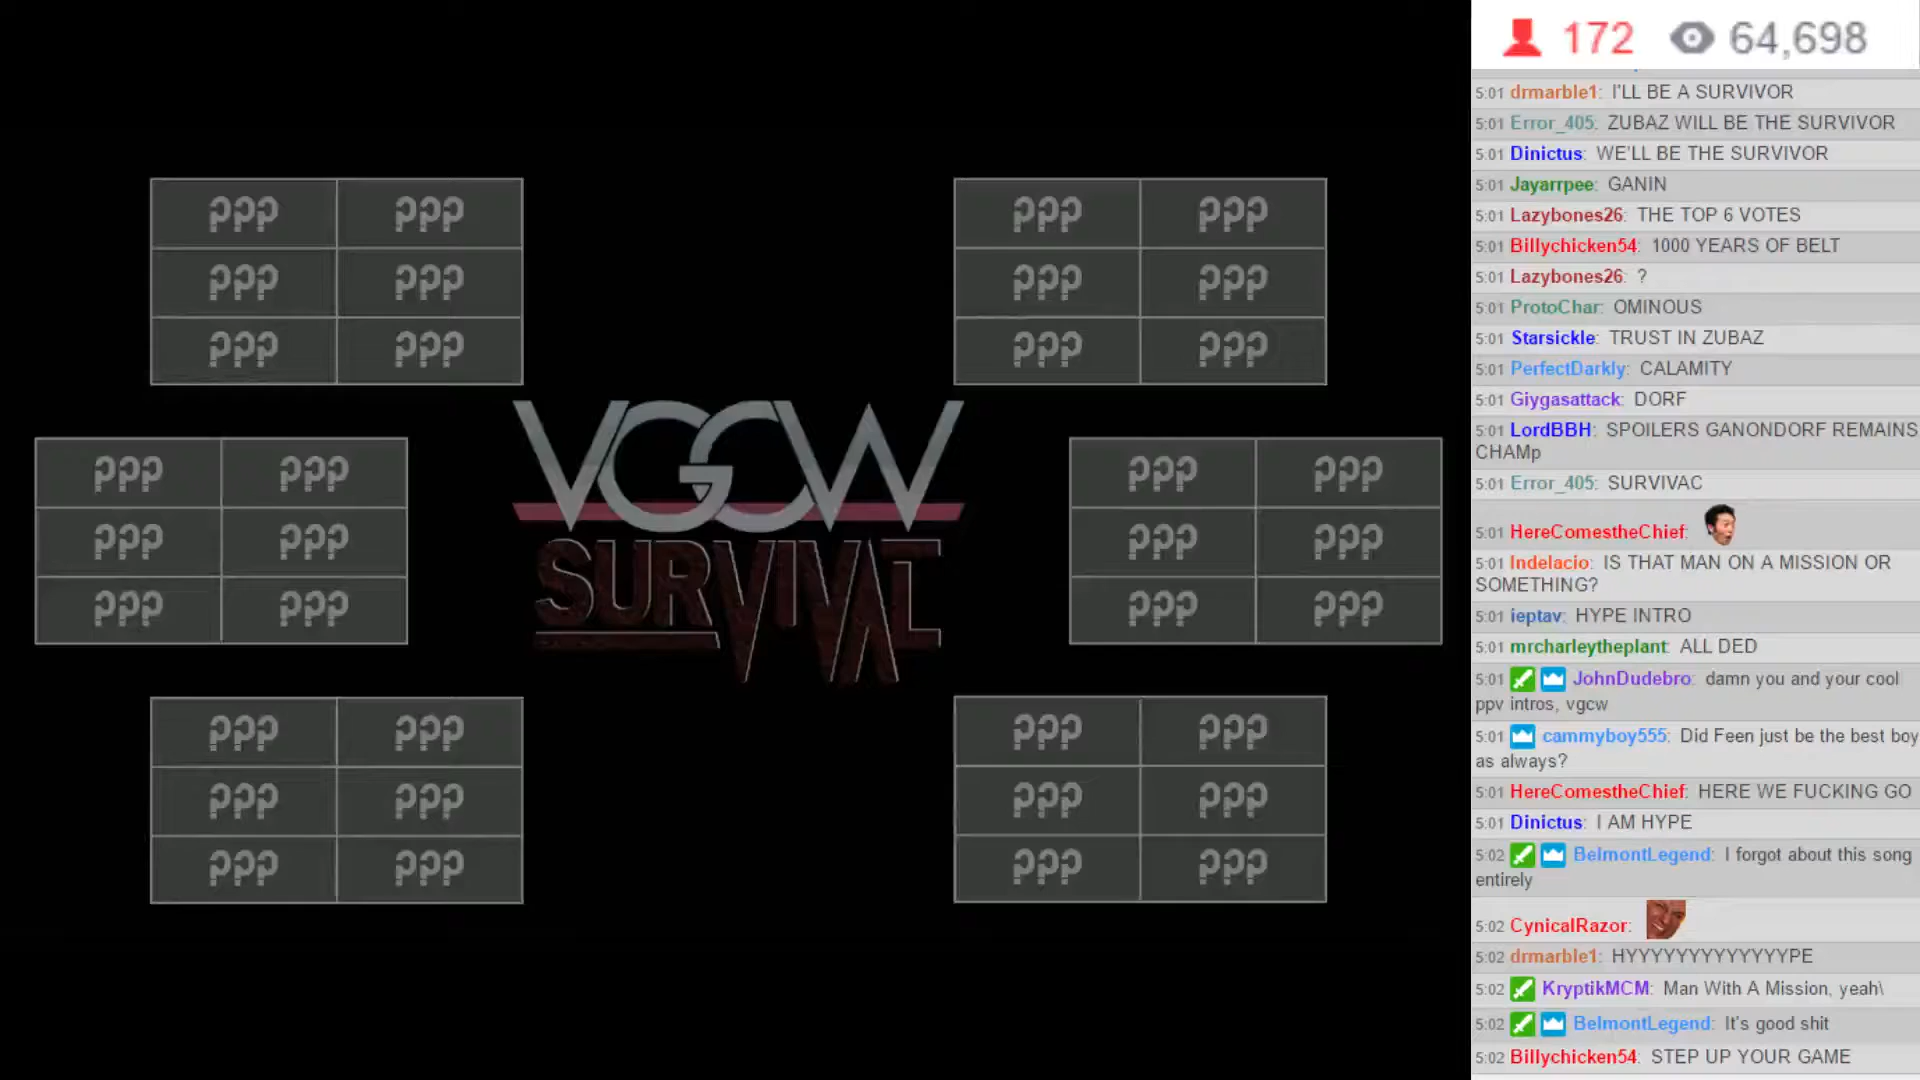 172 64,698
5:01 drmarble1: I'LL BE A SURVIVOR
5:01 Error_405: ZUBAZ WILL BE THE SURVIVOR
5:01 Dinictus: WE'LL BE THE SURVIVOR
5:01 Jayarrpee: GANIN
5:01 Lazybones26: THE TOP 6 VOTES
5:01 Billychicken54: 1000 YEARS OF BELT
5:01 Lazybones26: ?
5:01 ProtoChar: OMINOUS
5:01 Starsickle: TRUST IN ZUBAZ
5:01 PerfectDarkly: CALAMITY
5:01 Giygasattack: DORF
5:01 LordBBH: SPOILERS GANONDORF REMAINS
CHAMp
5:01 Error_405: SURVIVAC
5:01 HereComestheChief:
5:01 Indelacio: IS THAT MAN ON A MISSION OR
SOMETHING?
5:01 ieptav: HYPE INTRO
5:01 mrcharleytheplant: ALL DED
5:01 JohnDudebro: damn you and your cool
ppv intros, vgcw
5:01 cammyboy555: Did Feen just be the best boy
as always?
5:01 HereComestheChief: HERE WE FUCKING GO
5:01 Dinictus: I AM HYPE
5:02 BelmontLegend: I forgot about this song
entirely
5:02 CynicalRazor:
5:02 drmarble1: HYYYYYYYYYYYYYPE
5:02 KryptikMCM: Man With A Mission, yeah\
5:02 BelmontLegend: It's good shit
5:02 Billychicken54: STEP UP YOUR GAME
??? ???
??? ???
??? ???
??? ???
??? ???
??? ???
VGCW
SURVIVAL
??? ???
??? ???
??? ???
??? ???
??? ???
??? ???
??? ???
??? ???
??? ???
??? ???
??? ???
??? ???